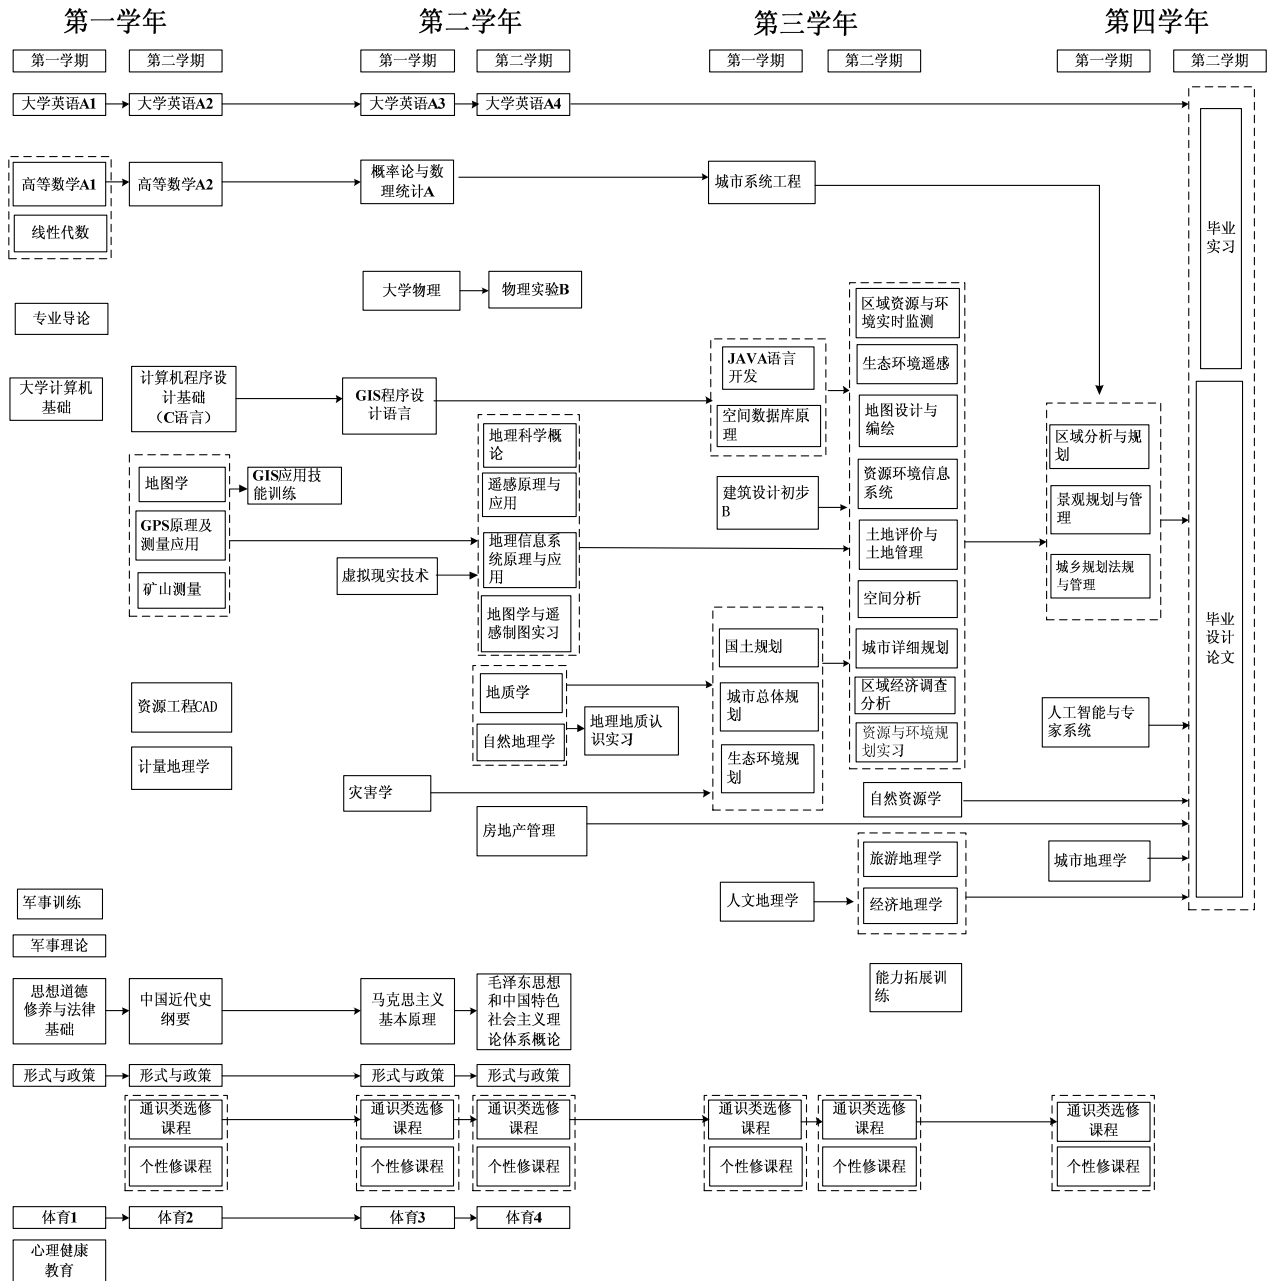 第一学年
第二学年
第三学年
第四学年
第一学期
第二学期
第一学期
第二学期
第一学期
第二学期
第一学期
第二学期
大学英语A1
大学英语A2
大学英语A3
大学英语A4
高等数学A1
高等数学A2
概率论与数
理统计A
城市系统工程
线性代数
毕业
实习
大学物理
物理实验B
区域资源与环
境实时监测
专业导论
JAVA语言
开发
生态环境遥感
大学计算机
基础
计算机程序设
计基础
（C语言）
GIS程序设
计语言
空间数据库原
理
地图设计与
编绘
地理科学概
论
区域分析与规
划
地图学
GIS应用技
能训练
遥感原理与
应用
建筑设计初步
B
资源环境信息
系统
景观规划与管
理
GPS原理及
测量应用
地理信息系
统原理与应
用
土地评价与
土地管理
虚拟现实技术
城乡规划法规
与管理
矿山测量
空间分析
地图学与遥
感制图实习
国土规划
城市详细规划
毕业
设计
论文
地质学
区域经济调查
分析
资源工程CAD
城市总体规
划
人工智能与专
家系统
自然地理学
地理地质认
识实习
资源与环境规
划实习
计量地理学
生态环境规
划
灾害学
自然资源学
房地产管理
旅游地理学
城市地理学
军事训练
人文地理学
经济地理学
军事理论
能力拓展训
练
思想道德
修养与法律
基础
中国近代史
纲要
马克思主义
基本原理
毛泽东思想
和中国特色
社会主义理
论体系概论
形式与政策
形式与政策
形式与政策
形式与政策
通识类选修
课程
通识类选修
课程
通识类选修
课程
通识类选修
课程
通识类选修
课程
通识类选修
课程
个性修课程
个性修课程
个性修课程
个性修课程
个性修课程
个性修课程
体育1
体育2
体育3
体育4
心理健康
教育